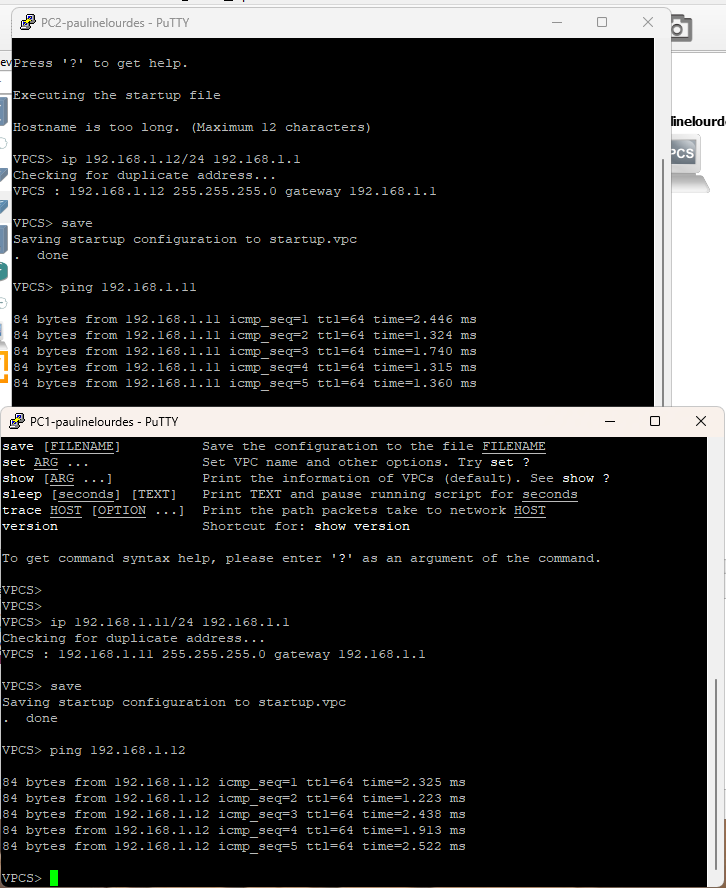 PC2-paulinelourdes - PuTTY
Press '?' to get help.
Executing the startup file
Hostname is too long. (Maximum 12 characters)
VPCS> ip 192.168.1.12/24 192.168.1.1
Checking for duplicate address...
VPCS : 192.168.1.12 255.255.255.0 gateway 192.168.1.1
VPCS> save
Saving startup configuration to startup.vpc
.  done
VPCS> ping 192.168.1.11
84 bytes from 192.168.1.11 icmp_seq=1 ttl=64 time=2.446 ms
84 bytes from 192.168.1.11 icmp_seq=2 ttl=64 time=1.324 ms
84 bytes from 192.168.1.11 icmp_seq=3 ttl=64 time=1.740 ms
84 bytes from 192.168.1.11 icmp_seq=4 ttl=64 time=1.315 ms
84 bytes from 192.168.1.11 icmp_seq=5 ttl=64 time=1.360 ms
PC1-paulinelourdes - PuTTY
save [FILENAME] Save the configuration to the file FILENAME
set ARG ... Set VPC name and other options. Try set ?
show [ARG ...] Print the information of VPCs (default). See show ?
sleep [seconds] [TEXT] Print TEXT and pause running script for seconds
trace HOST [OPTION ...] Print the path packets take to network HOST
version Shortcut for: show version
To get command syntax help, please enter '?' as an argument of the command.
VPCS>
VPCS>
VPCS> ip 192.168.1.11/24 192.168.1.1
Checking for duplicate address...
VPCS : 192.168.1.11 255.255.255.0 gateway 192.168.1.1
VPCS> save
Saving startup configuration to startup.vpc
.  done
VPCS> ping 192.168.1.12
84 bytes from 192.168.1.12 icmp_seq=1 ttl=64 time=2.325 ms
84 bytes from 192.168.1.12 icmp_seq=2 ttl=64 time=1.223 ms
84 bytes from 192.168.1.12 icmp_seq=3 ttl=64 time=2.438 ms
84 bytes from 192.168.1.12 icmp_seq=4 ttl=64 time=1.913 ms
84 bytes from 192.168.1.12 icmp_seq=5 ttl=64 time=2.522 ms
VPCS>